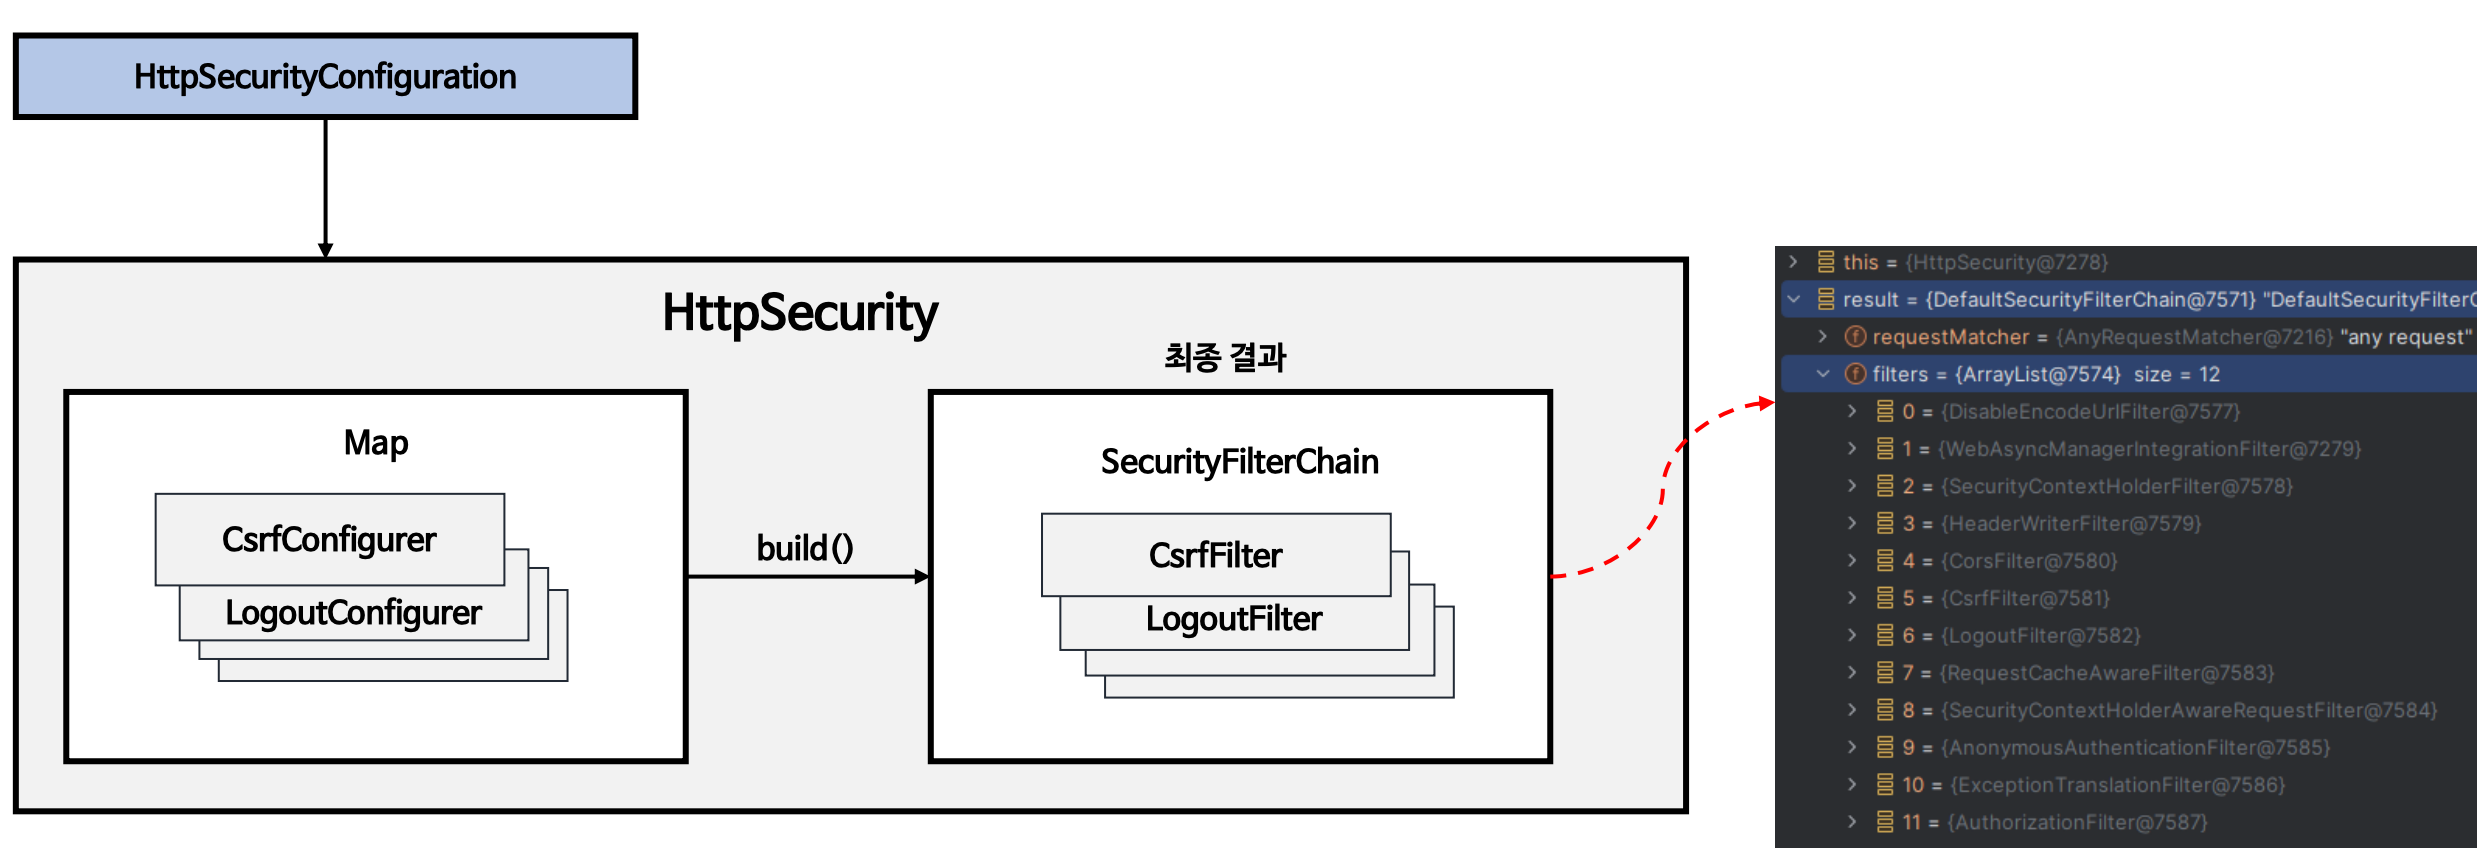 HttpSecurityConfiguration
HttpSecurity
최종 결과
Map
CsrfConfigurer
LogoutConfigurer
build()
SecurityFilterChain
CsrfFilter
LogoutFilter
this = {HttpSecurity@7278}
result = {DefaultSecurityFilterChain@7571} "DefaultSecurityFilterC
requestMatcher = {AnyRequestMatcher@7216} "any request"
filters = {ArrayList@7574} size = 12
0 = {DisableEncodeUrlFilter@7577}
1 = {WebAsyncManagerIntegrationFilter@7279}
2 = {SecurityContextHolderFilter@7578}
3 = {HeaderWriterFilter@7579}
4 = {CorsFilter@7580}
5 = {CsrfFilter@7581}
6 = {LogoutFilter@7582}
7 = {RequestCacheAwareFilter@7583}
8 = {SecurityContextHolderAwareRequestFilter@7584}
9 = {AnonymousAuthenticationFilter@7585}
10 = {ExceptionTranslationFilter@7586}
11 = {AuthorizationFilter@7587}